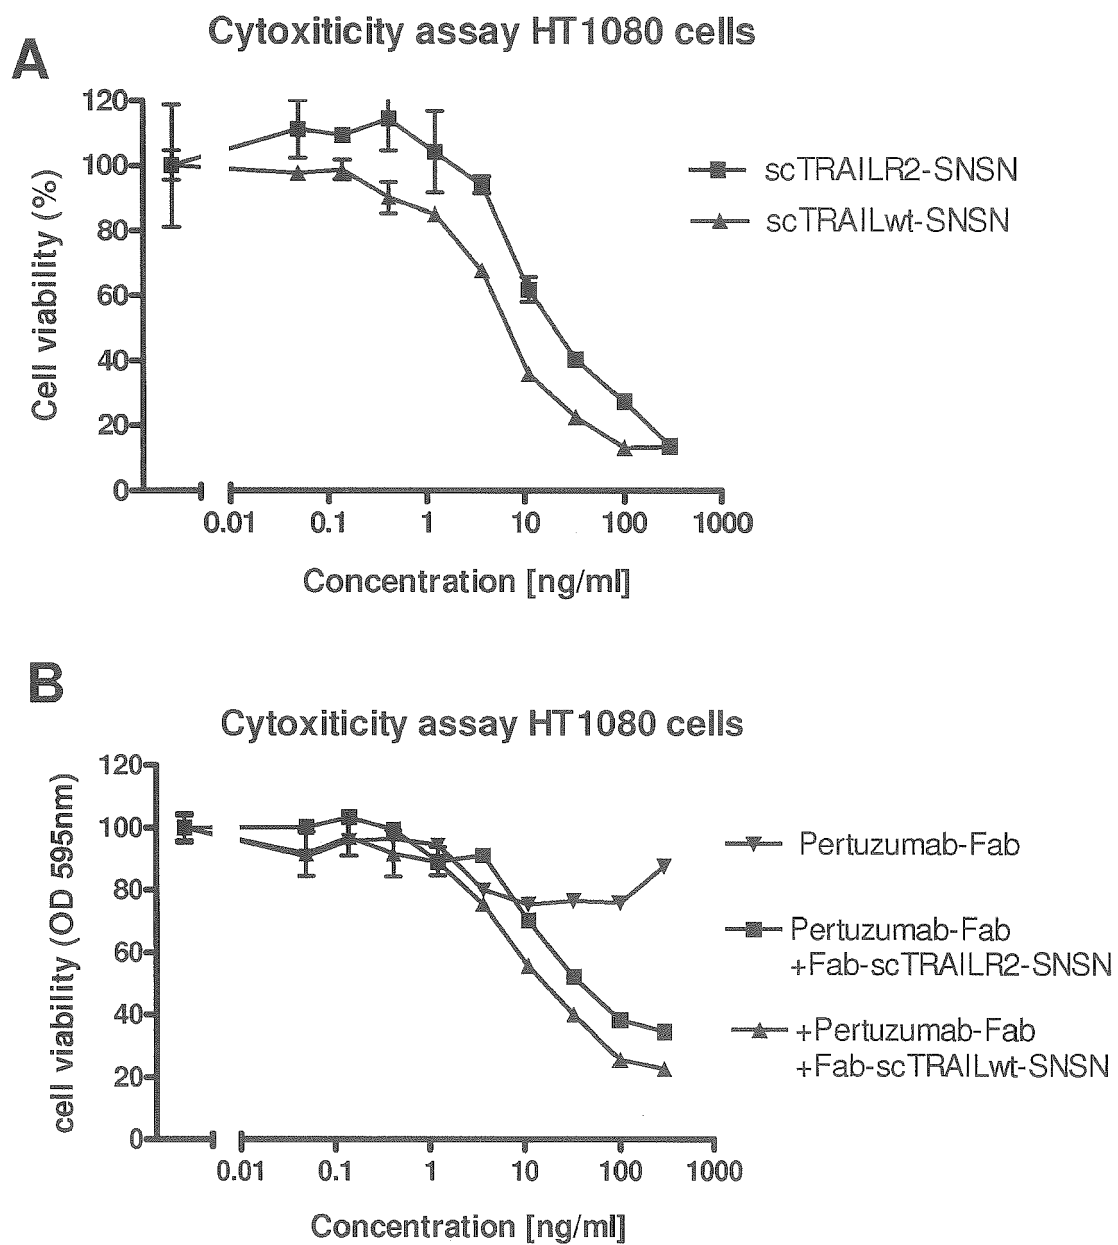 A
Cytoxiticity assay HT1080 cells
120
100
80
60
40
20
0
Cell viability (%)
0.01 0.1 1 10 100 1000
Concentration [ng/ml]
scTRAILR2-SNSN
scTRAILwt-SNSN
B
Cytoxiticity assay HT1080 cells
120
100
80
60
40
20
0
cell viability (OD 595nm)
0.01 0.1 1 10 100 1000
Concentration [ng/ml]
Pertuzumab-Fab
Pertuzumab-Fab
+Fab-scTRAILR2-SNSN
+Pertuzumab-Fab
+Fab-scTRAILwt-SNSN